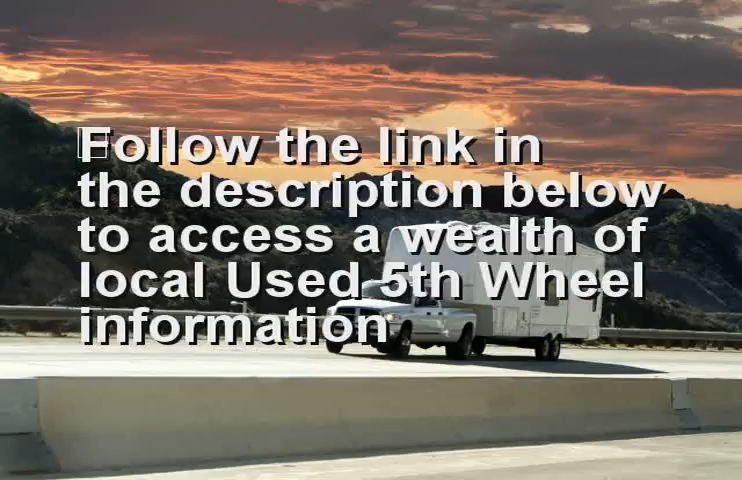 Follow the link in
the description below
to access a wealth of
local Used 5th Wheel
information